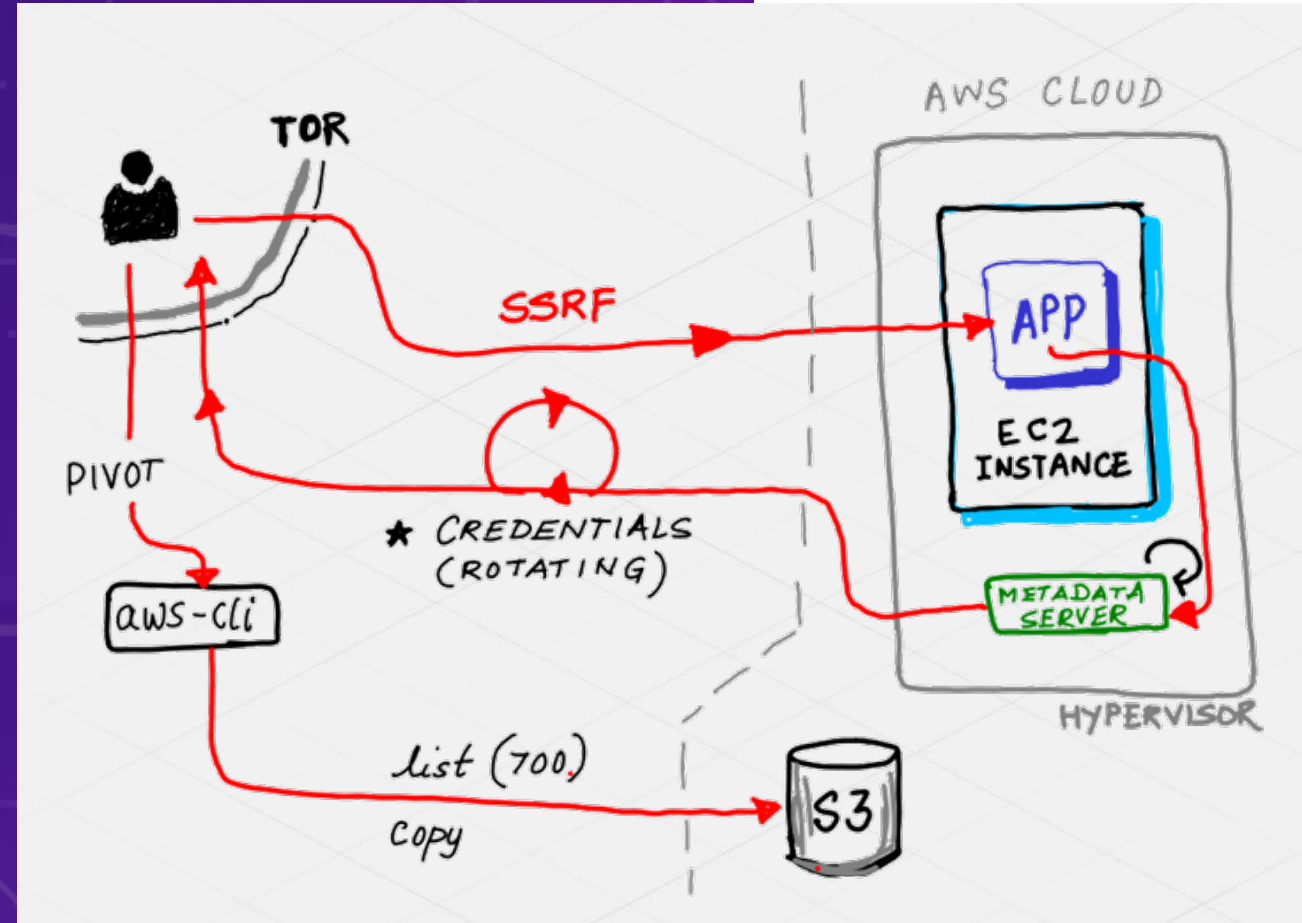 AWS CLOUD
TOR
SSRF
APP
EC2
INSTANCE
PIVOT
★ CREDENTIALS
(ROTATING)
METADATA
SERVER
aws-cli
HYPERVISOR
list (700.)
copy
S3